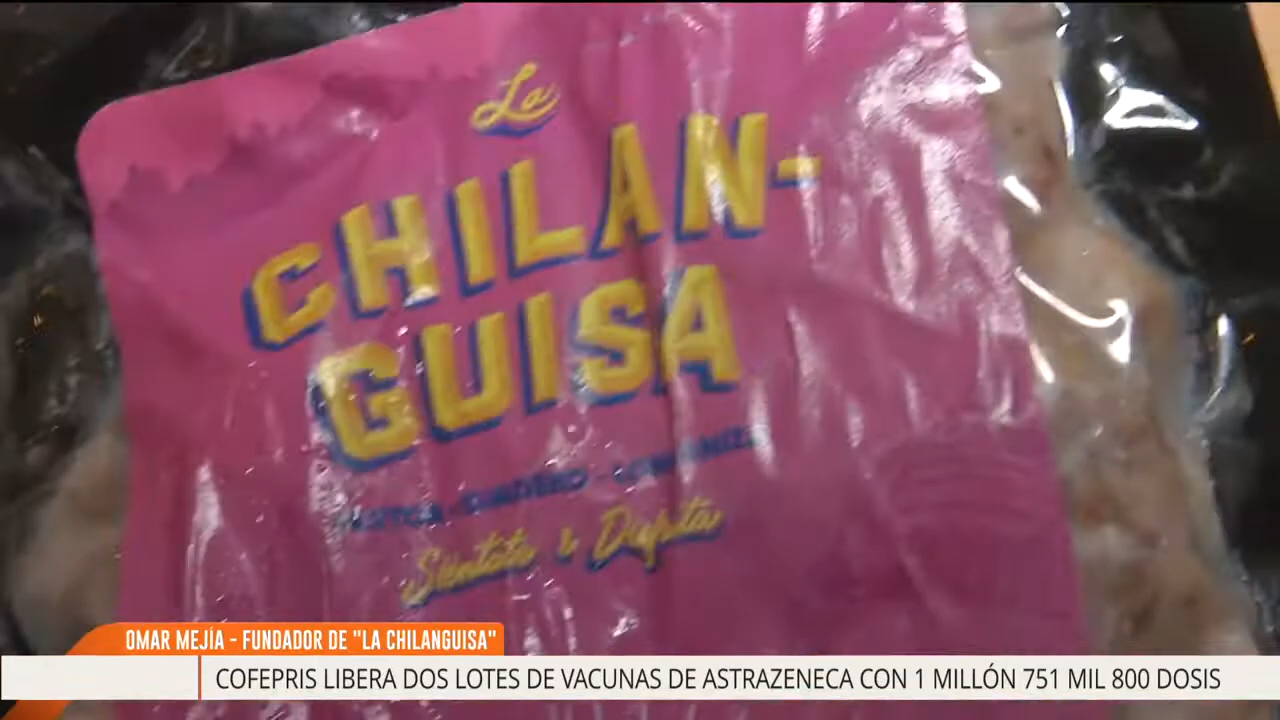 La
CHILAN-
GUISA
Siéntate & Disfruta
OMAR MEJÍA - FUNDADOR DE "LA CHILANGUISA"
COFEPRIS LIBERA DOS LOTES DE VACUNAS DE ASTRAZENECA CON 1 MILLÓN 751 MIL 800 DOSIS